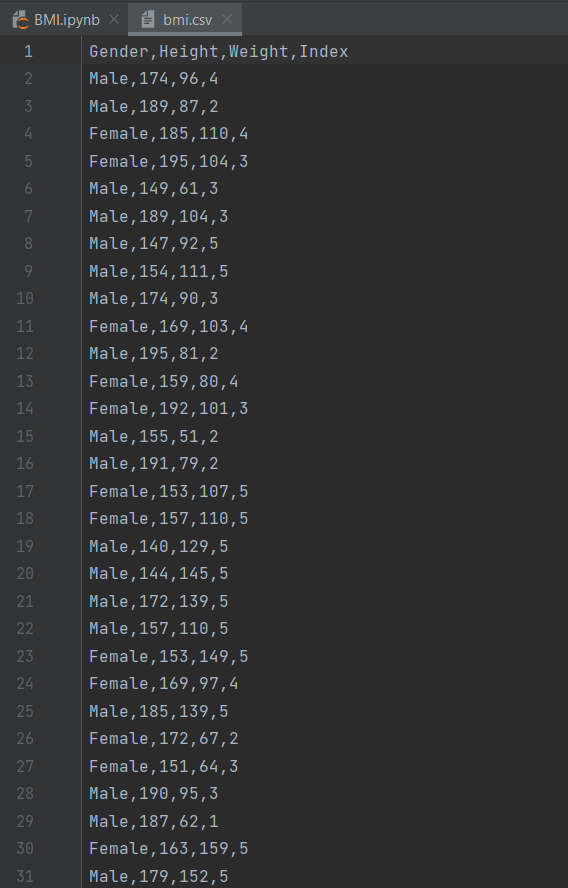 BMI.ipynb bmi.csv
1 Gender,Height,Weight,Index
2 Male,174,96,4
3 Male,189,87,2
4 Female,185,110,4
5 Female,195,104,3
6 Male,149,61,3
7 Male,189,104,3
8 Male,147,92,5
9 Male,154,111,5
10 Male,174,90,3
11 Female,169,103,4
12 Male,195,81,2
13 Female,159,80,4
14 Female,192,101,3
15 Male,155,51,2
16 Male,191,79,2
17 Female,153,107,5
18 Female,157,110,5
19 Male,140,129,5
20 Male,144,145,5
21 Male,172,139,5
22 Male,157,110,5
23 Female,153,149,5
24 Female,169,97,4
25 Male,185,139,5
26 Female,172,67,2
27 Female,151,64,3
28 Male,190,95,3
29 Male,187,62,1
30 Female,163,159,5
31 Male,179,152,5